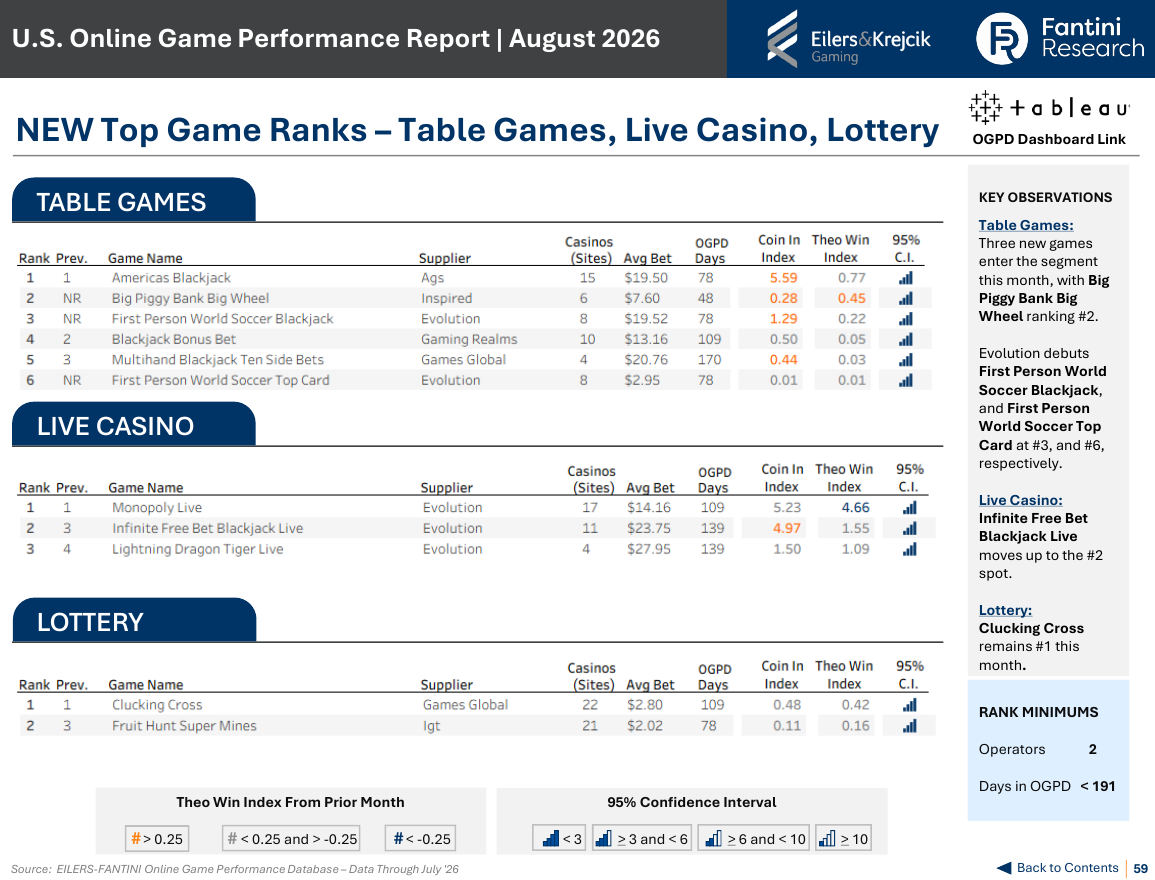 U.S. Online Game Performance Report | August 2026
Eilers&Krejcik
Gaming
Fantini
Research
NEW Top Game Ranks – Table Games, Live Casino, Lottery
+ableau
OGPD Dashboard Link
TABLE GAMES
Rank Prev. Game Name Supplier Casinos (Sites) Avg Bet OGPD Days Coin In Index Theo Win Index 95% C.I.
1 1 Americas Blackjack Ags 15 $19.50 78 5.59 0.77
2 NR Big Piggy Bank Big Wheel Inspired 6 $7.60 48 0.28 0.45
3 NR First Person World Soccer Blackjack Evolution 8 $19.52 78 1.29 0.22
4 2 Blackjack Bonus Bet Gaming Realms 10 $13.16 109 0.50 0.05
5 3 Multihand Blackjack Ten Side Bets Games Global 4 $20.76 170 0.44 0.03
6 NR First Person World Soccer Top Card Evolution 8 $2.95 78 0.01 0.01
LIVE CASINO
Rank Prev. Game Name Supplier Casinos (Sites) Avg Bet OGPD Days Coin In Index Theo Win Index 95% C.I.
1 1 Monopoly Live Evolution 17 $14.16 109 5.23 4.66
2 3 Infinite Free Bet Blackjack Live Evolution 11 $23.75 139 4.97 1.55
3 4 Lightning Dragon Tiger Live Evolution 4 $27.95 139 1.50 1.09
LOTTERY
Rank Prev. Game Name Supplier Casinos (Sites) Avg Bet OGPD Days Coin In Index Theo Win Index 95% C.I.
1 1 Clucking Cross Games Global 22 $2.80 109 0.48 0.42
2 3 Fruit Hunt Super Mines Igt 21 $2.02 78 0.11 0.16
Theo Win Index From Prior Month
# > 0.25
# < 0.25 and > -0.25
# < -0.25
95% Confidence Interval
< 3
≥ 3 and < 6
≥ 6 and < 10
≥ 10
KEY OBSERVATIONS
Table Games:
Three new games
enter the segment
this month, with Big
Piggy Bank Big
Wheel ranking #2.
Evolution debuts
First Person World
Soccer Blackjack,
and First Person
World Soccer Top
Card at #3, and #6,
respectively.
Live Casino:
Infinite Free Bet
Blackjack Live
moves up to the #2
spot.
Lottery:
Clucking Cross
remains #1 this
month.
RANK MINIMUMS
Operators 2
Days in OGPD < 191
Source: EILERS-FANTINI Online Game Performance Database – Data Through July '26
Back to Contents 59